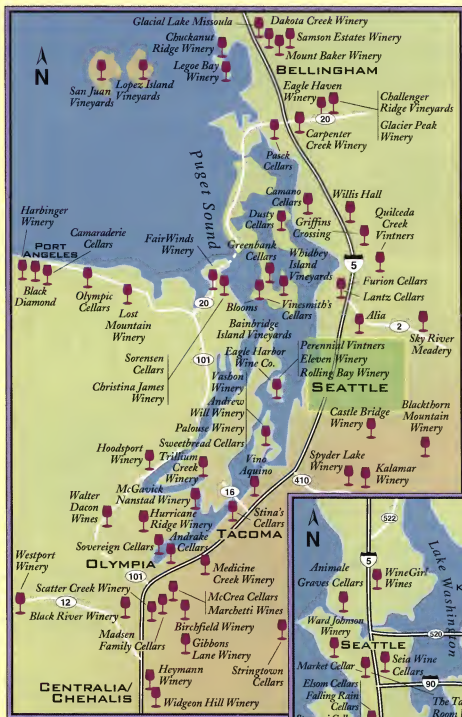 Glacial Lake Missoula
Dakota Creek Winery
Chuckanut
Ridge Winery
Samson Estates Winery
Mount Baker Winery
Legoe Bay
Winery
BELLINGHAM
N
San Juan
Vineyards
Lopez Island
Vineyards
Eagle Haven
Winery
Challenger
Ridge Vineyards
Glacier Peak
Winery
20
Carpenter
Creek Winery
Pasek
Cellars
Puget Sound
Camano
Cellars
Willis Hall
Dusty
Cellars
Griffins
Crossing
Quilceda
Creek
Vintners
Harbinger
Winery
Camaraderie
Cellars
PORT
ANGELES
FairWinds
Winery
Greenbank
Cellars
Whidbey
Island
Vineyards
5
Black
Diamond
Olympic
Cellars
Lost
Mountain
Winery
20
Blooms
Vinesmith's
Cellars
Furion Cellars
Lantz Cellars
Alia
2
Sky River
Meadery
101
Bainbridge
Island Vineyards
Sorensen
Cellars
Christina James
Winery
Perennial Vintners
Eleven Winery
Rolling Bay Winery
Eagle Harbor
Wine Co.
SEATTLE
Vashon
Winery
Andrew
Will Winery
Palouse Winery
Castle Bridge
Winery
Blackthorn
Mountain
Winery
Sweetbread Cellars
Hoodsport
Winery
Trillium
Creek
Winery
Vino
Aquino
Spyder Lake
Winery
Kalamar
Winery
410
16
McGavick
Nanstad Winery
Walter
Dacon
Wines
Hurricane
Ridge Winery
Stina's
Cellars
TACOMA
Sovereign Cellars
Andrake
Cellars
OLYMPIA
Westport
Winery
101
Medicine
Creek Winery
Scatter Creek Winery
12
Black River Winery
McCrea Cellars
Marchetti Wines
Birchfield Winery
Madsen
Family Cellars
Gibbons
Lane Winery
Stringtown
Cellars
Heymann
Winery
CENTRALIA/
CHEHALIS
Widgeon Hill Winery
N
522
5
Lake Washington
K
Animale
Graves Cellars
WineGirl
Wines
Ward Johnson
Winery
520
SEATTLE
Market Cellar
Seia Wine
Cellars
Elsom Cellars
90
Falling Rain
Cellars
The Ta
Room